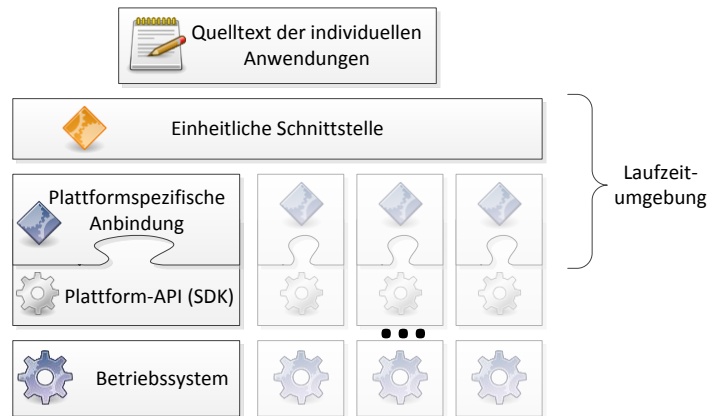 Quelltext der individuellen
Anwendungen
Einheitliche Schnittstelle
Laufzeit-
umgebung
Plattformspezifische
Anbindung
Plattform-API (SDK)
...
Betriebssystem